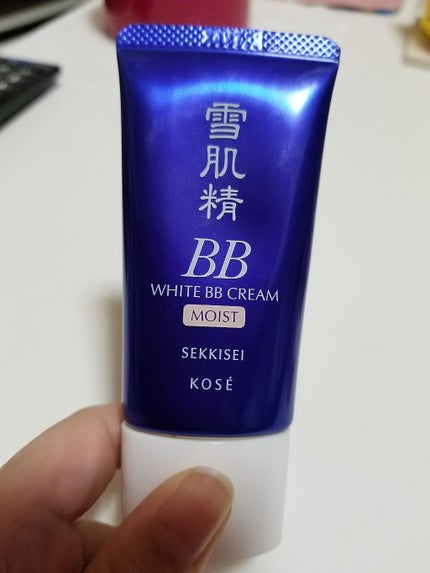 雪
肌
精
BB
WHITE BB CREAM
MOIST
SEKKISEI
KOSÉ